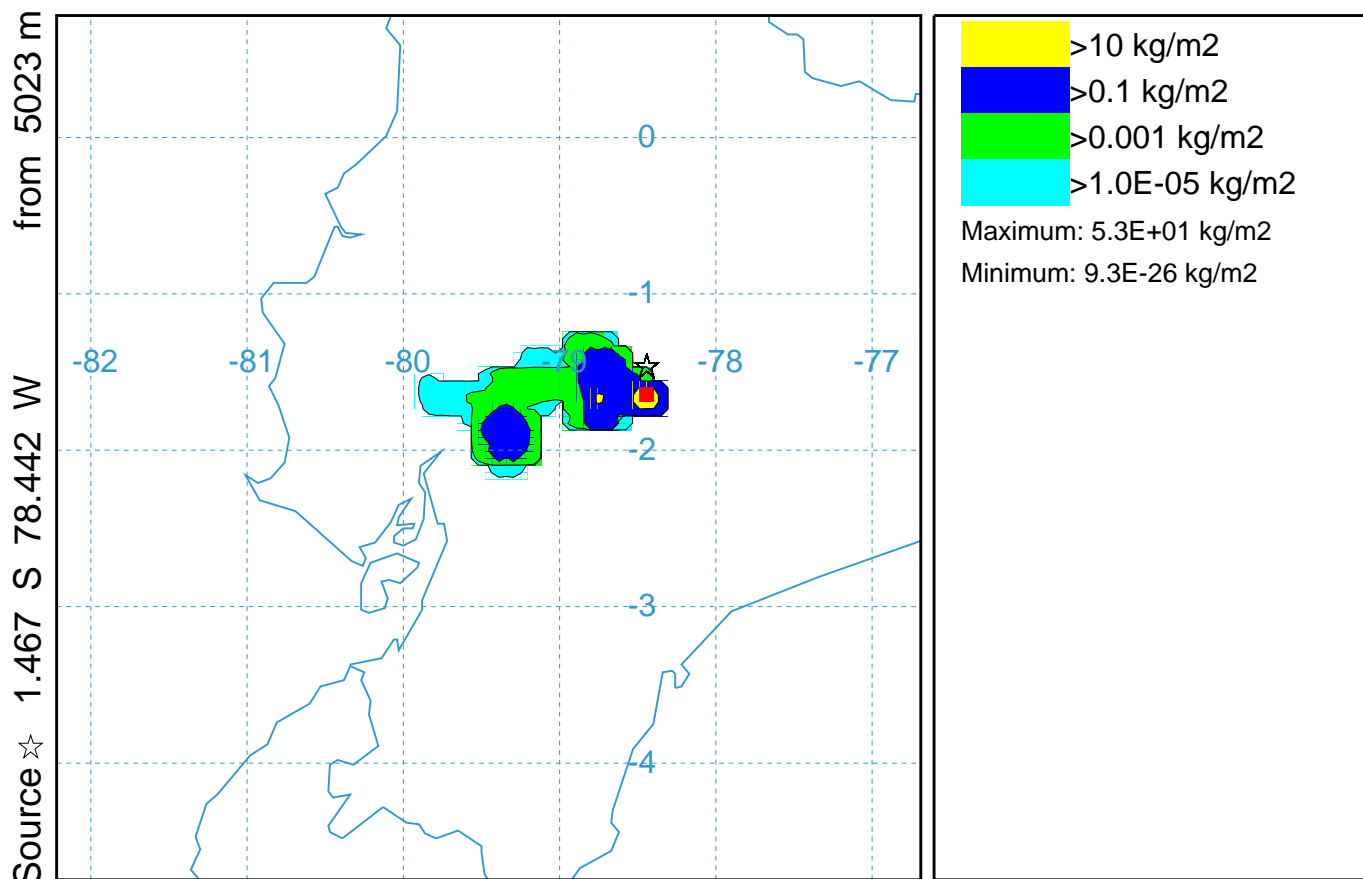 Source ☆ 1.467 S 78.442 W from 5023 m
0
-1
-82 -81 -80 -79 -78 -77
-2
-3
-4
>10 kg/m2
>0.1 kg/m2
>0.001 kg/m2
>1.0E-05 kg/m2
Maximum: 5.3E+01 kg/m2
Minimum: 9.3E-26 kg/m2